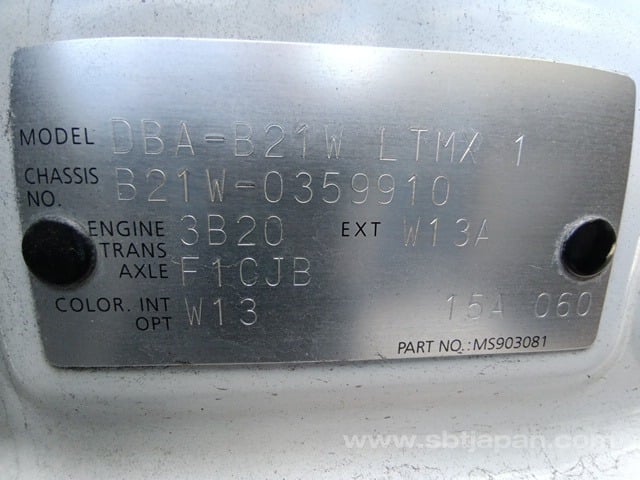 MODEL DBA-B21W LTMX 1
CHASSIS NO. B21W-0359910
ENGINE 3B20 EXT W13A
TRANS AXLE F1CJB
COLOR. INT OPT W13 15A 060
PART NO.: MS903081
www.sbtjapan.com